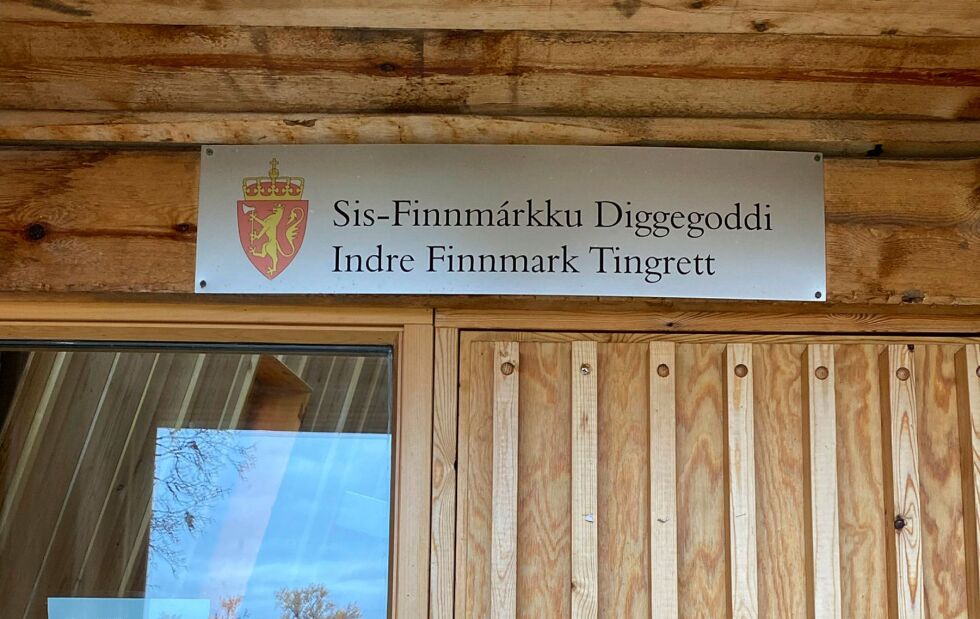 Sis-Finnmárkku Diggegoddi
Indre Finnmark Tingrett